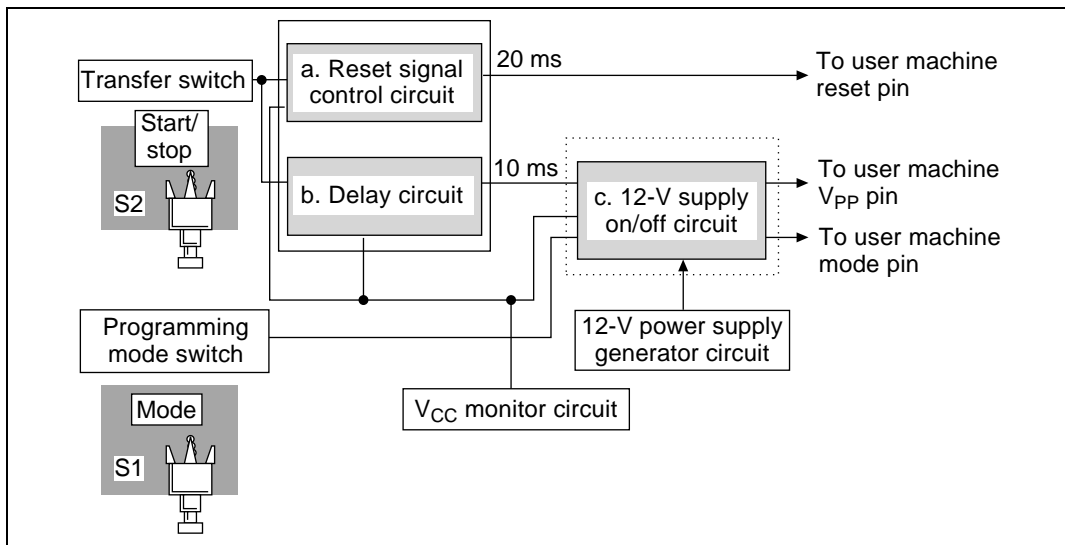 Transfer switch
Start/
stop
S2
a. Reset signal
control circuit
20 ms
To user machine
reset pin
b. Delay circuit
10 ms
c. 12-V supply
on/off circuit
To user machine
VPP pin
To user machine
mode pin
Programming
mode switch
12-V power supply
generator circuit
VCC monitor circuit
Mode
S1